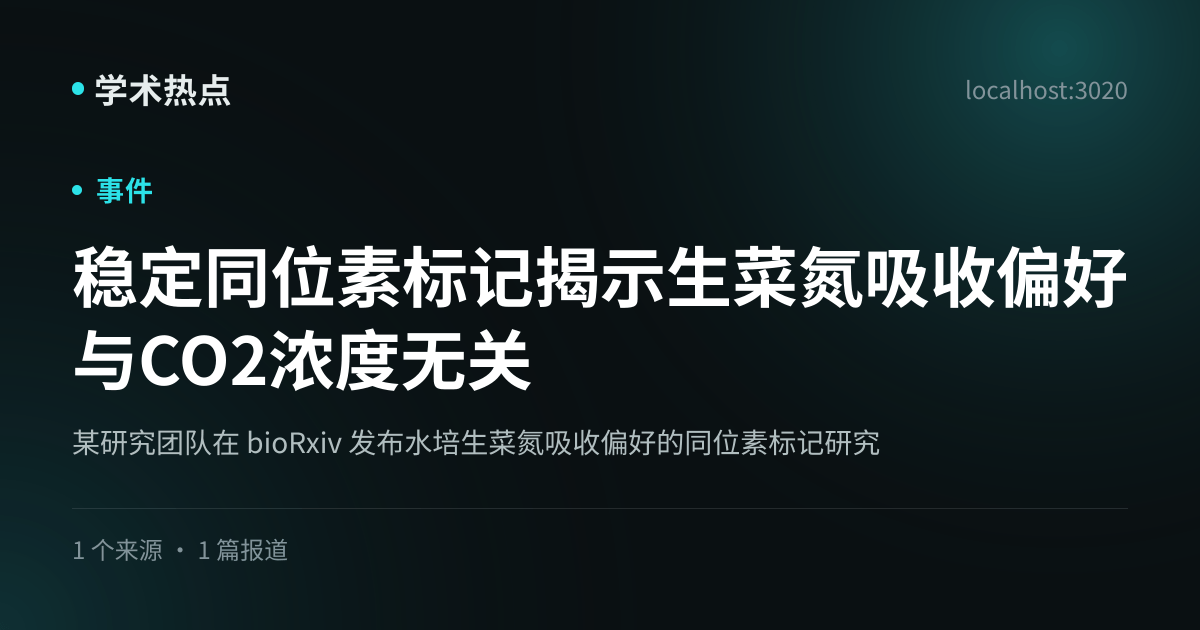 学术热点
localhost:3020
事件
稳定同位素标记揭示生菜氮吸收偏好
与CO2浓度无关
某研究团队在 bioRxiv 发布水培生菜氮吸收偏好的同位素标记研究
1 个来源 · 1 篇报道